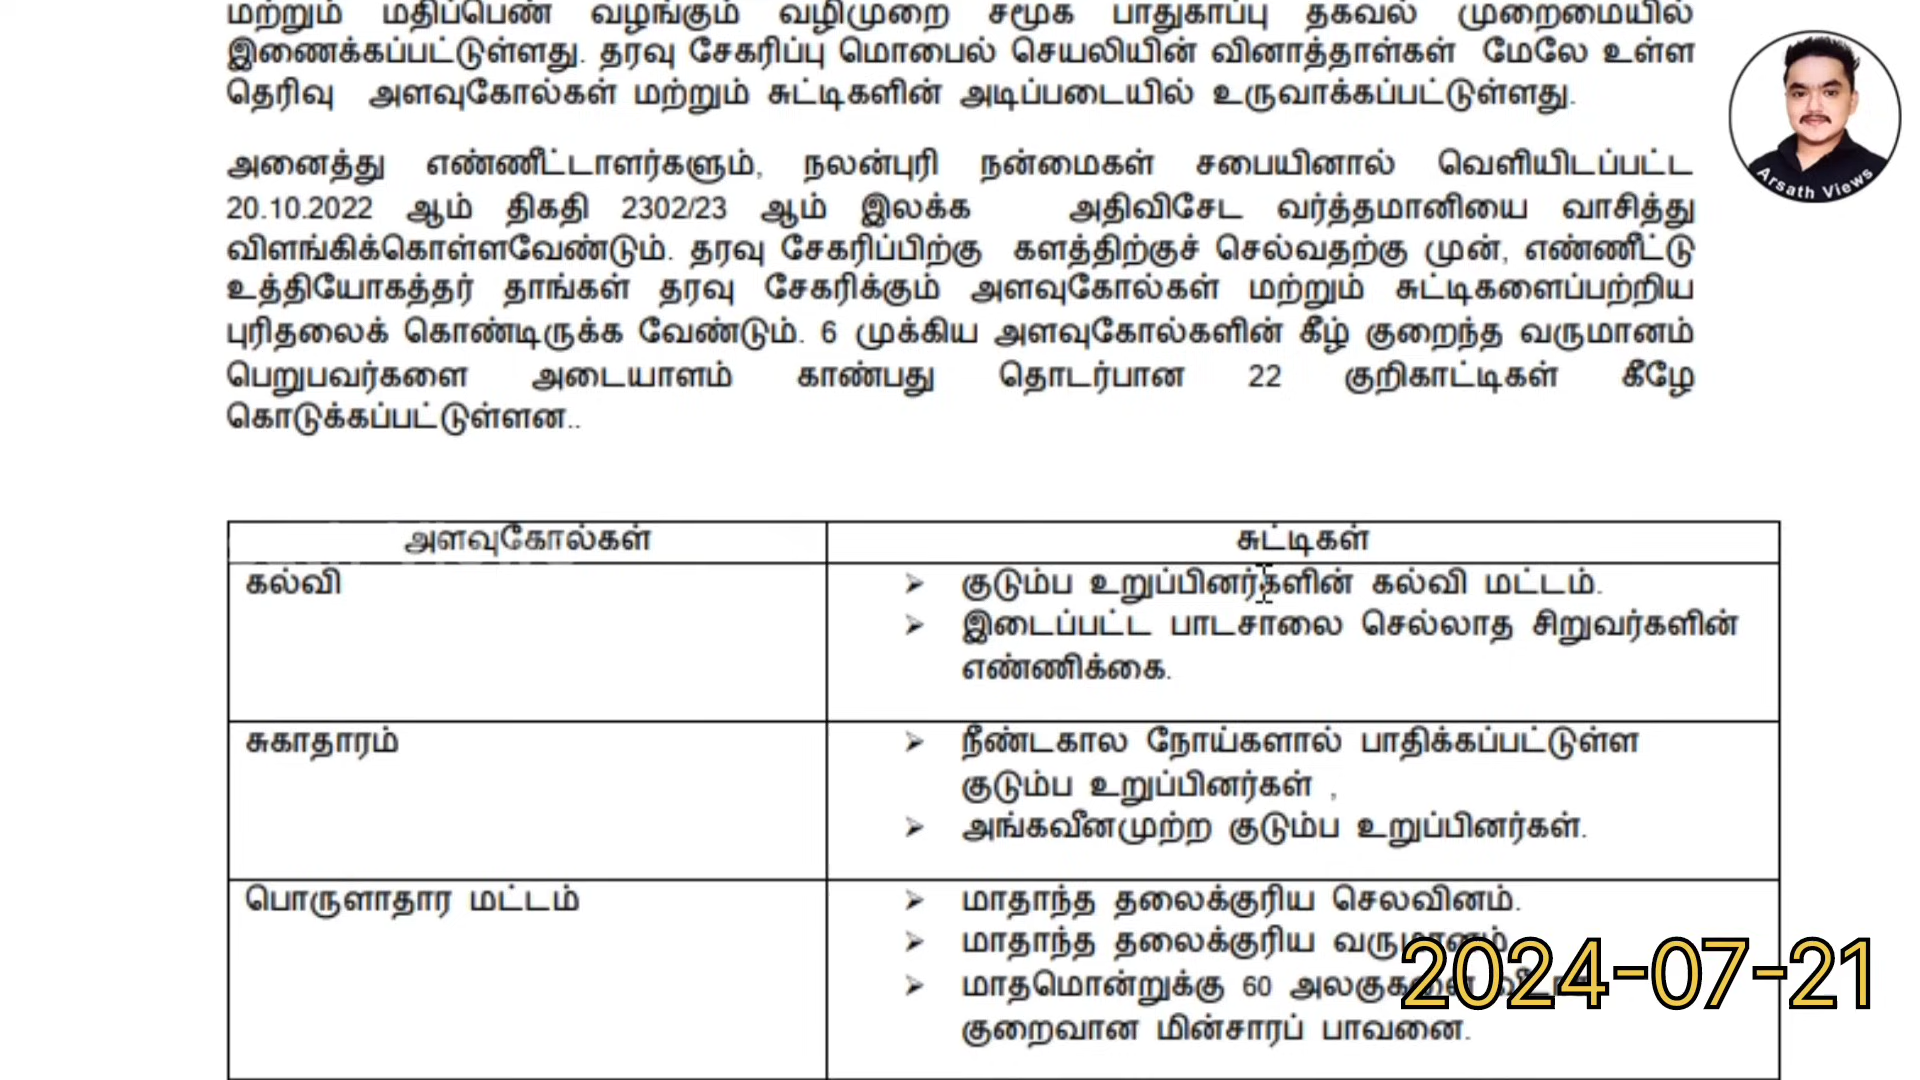 மற்றும் மதிப்பெண் வழங்கும் வழிமுறை சமூக பாதுகாப்பு தகவல் முறைமையில்
இணைக்கப்பட்டுள்ளது. தரவு சேகரிப்பு மொபைல் செயலியின் வினாத்தாள்கள் மேலே உள்ள
தெரிவு அளவுகோல்கள் மற்றும் சுட்டிகளின் அடிப்படையில் உருவாக்கப்பட்டுள்ளது.
அனைத்து எண்ணீட்டாளர்களும், நலன்புரி நன்மைகள் சபையினால் வெளியிடப்பட்ட
20.10.2022 ஆம் திகதி 2302/23 ஆம் இலக்க அதிவிசேட வர்த்தமானியை வாசித்து
விளங்கிக்கொள்ளவேண்டும். தரவு சேகரிப்பிற்கு களத்திற்குச் செல்வதற்கு முன், எண்ணீட்டு
உத்தியோகத்தர் தாங்கள் தரவு சேகரிக்கும் அளவுகோல்கள் மற்றும் சுட்டிகளைப்பற்றிய
புரிதலைக் கொண்டிருக்க வேண்டும். 6 முக்கிய அளவுகோல்களின் கீழ் குறைந்த வருமானம்
பெறுபவர்களை அடையாளம் காண்பது தொடர்பான 22 குறிகாட்டிகள் கீழே
கொடுக்கப்பட்டுள்ளன..
Arsath Views
அளவுகோல்கள் சுட்டிகள்
கல்வி ➢ குடும்ப உறுப்பினர்களின் கல்வி மட்டம்.
➢ இடைப்பட்ட பாடசாலை செல்லாத சிறுவர்களின்
எண்ணிக்கை.
சுகாதாரம் ➢ நீண்டகால நோய்களால் பாதிக்கப்பட்டுள்ள
குடும்ப உறுப்பினர்கள் ,
➢ அங்கவீனமுற்ற குடும்ப உறுப்பினர்கள்.
பொருளாதார மட்டம் ➢ மாதாந்த தலைக்குரிய செலவினம்.
➢ மாதாந்த தலைக்குரிய வருமானம்
➢ மாதமொன்றுக்கு 60
குறைவான மின்சாரப் பாவனை.
2024-07-21